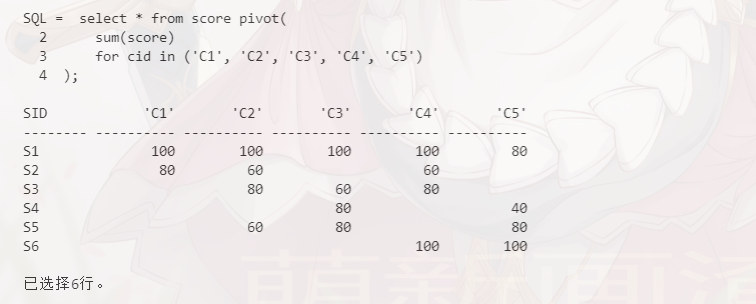 SQL =  select * from score pivot(
  2      sum(score)
  3      for cid in ('C1', 'C2', 'C3', 'C4', 'C5')
  4  );
SID            'C1'       'C2'       'C3'       'C4'       'C5'
-------- ---------- ---------- ---------- ---------- ----------
S1              100        100        100        100         80
S2               80         60                    60
S3                          80         60         80
S4                                     80                    40
S5                          60         80                    80
S6                                               100        100
已选择6行。